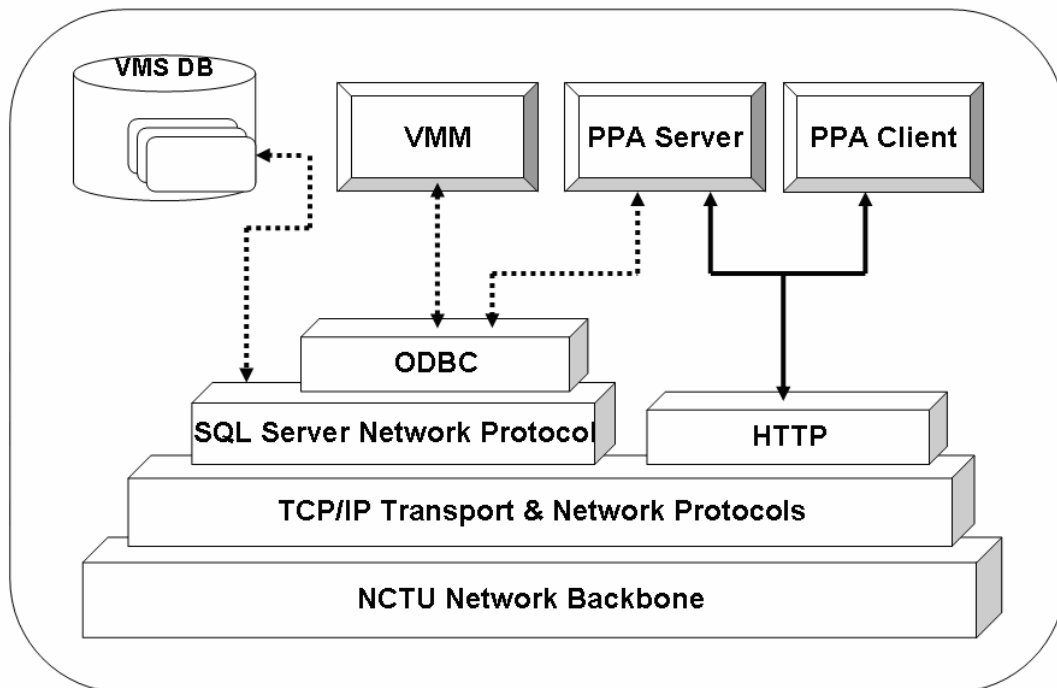 VMS DB
VMM
PPA Server
PPA Client
ODBC
SQL Server Network Protocol
HTTP
TCP/IP Transport & Network Protocols
NCTU Network Backbone